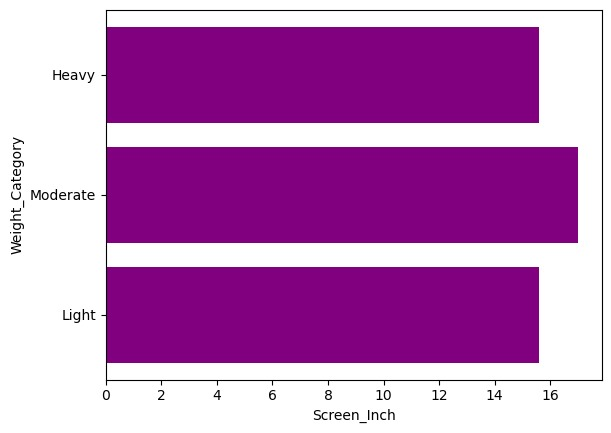 Heavy
Moderate
Light
Weight_Category
0 2 4 6 8 10 12 14 16
Screen_Inch